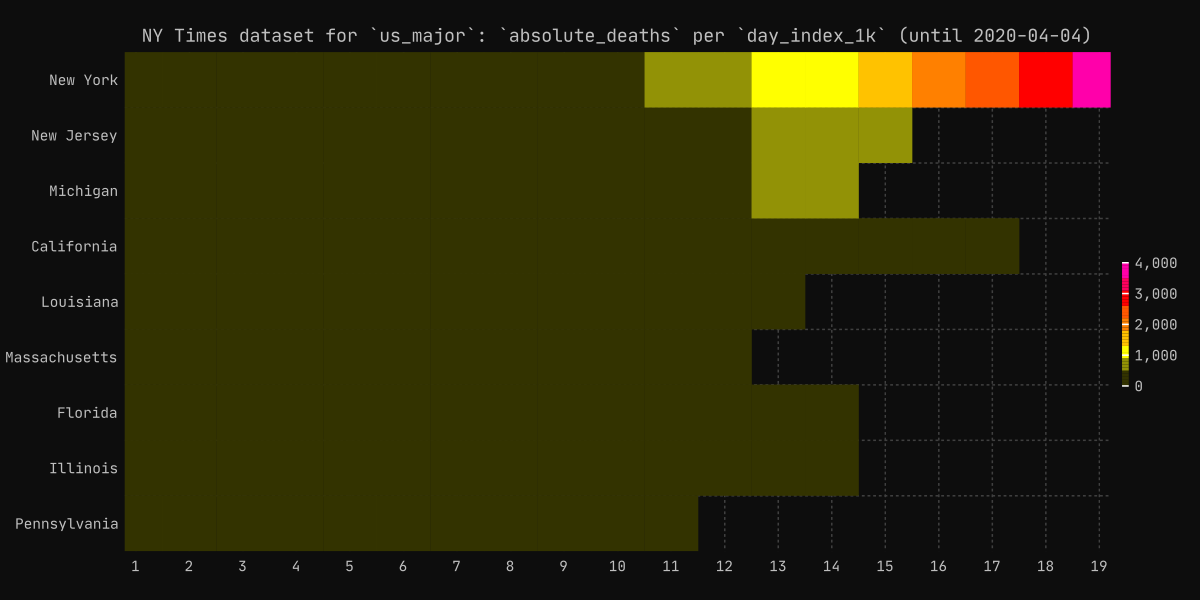 NY Times dataset for `us_major`: `absolute_deaths` per `day_index_1k` (until 2020-04-04)
New York
New Jersey
Michigan
California
Louisiana
Massachusetts
Florida
Illinois
Pennsylvania
1 2 3 4 5 6 7 8 9 10 11 12 13 14 15 16 17 18 19
4,000
3,000
2,000
1,000
0